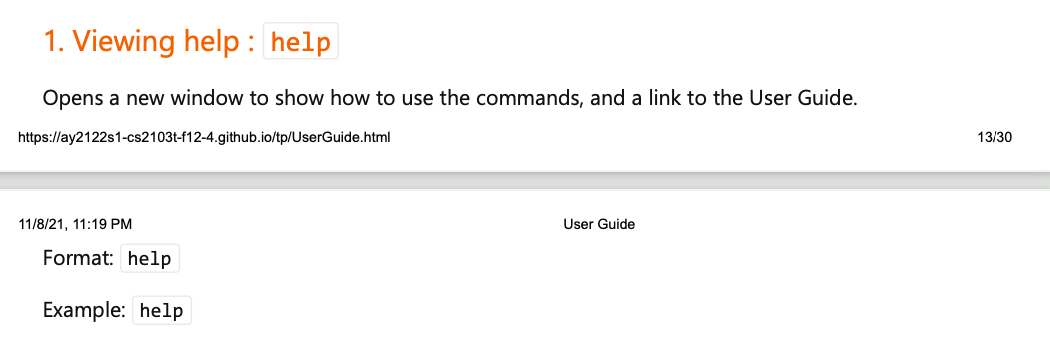 1. Viewing help : help
Opens a new window to show how to use the commands, and a link to the User Guide.
https://ay2122s1-cs2103t-f12-4.github.io/tp/UserGuide.html 13/30
11/8/21, 11:19 PM User Guide
Format: help
Example: help